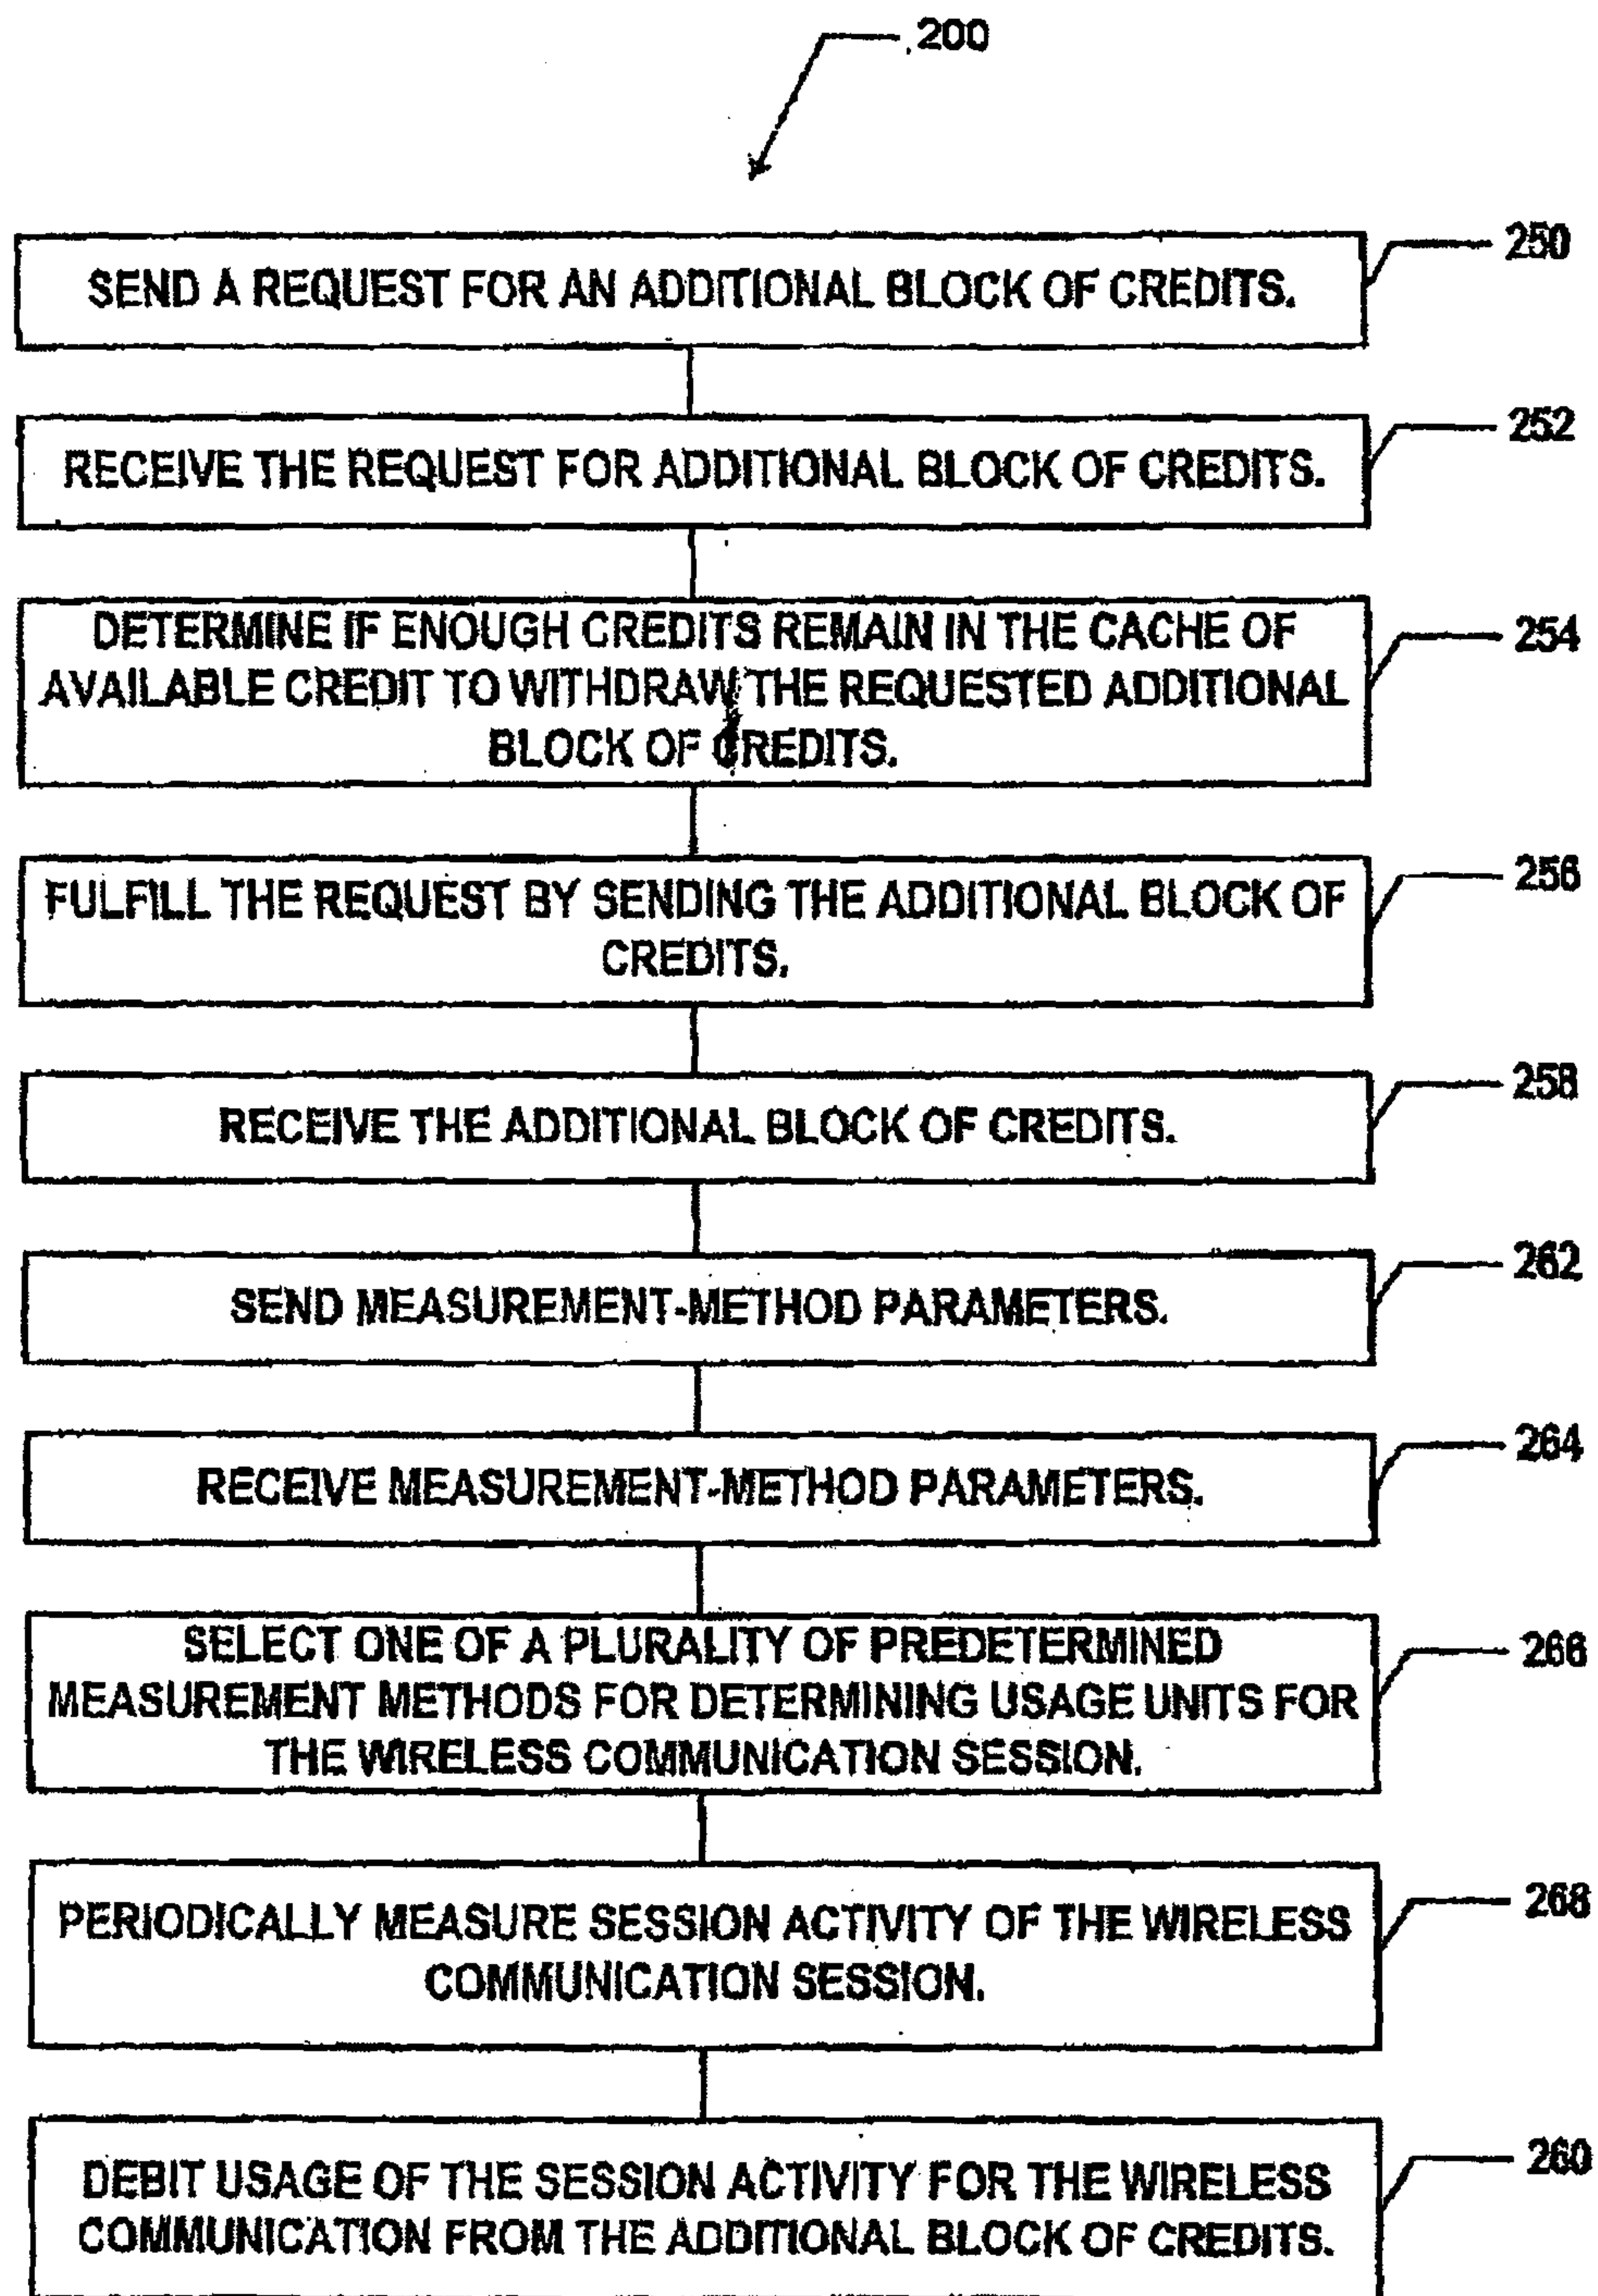 200
SEND A REQUEST FOR AN ADDITIONAL BLOCK OF CREDITS.
250
RECEIVE THE REQUEST FOR ADDITIONAL BLOCK OF CREDITS.
252
DETERMINE IF ENOUGH CREDITS REMAIN IN THE CACHE OF
AVAILABLE CREDIT TO WITHDRAW THE REQUESTED ADDITIONAL
BLOCK OF CREDITS.
254
FULFILL THE REQUEST BY SENDING THE ADDITIONAL BLOCK OF
CREDITS.
256
RECEIVE THE ADDITIONAL BLOCK OF CREDITS.
258
SEND MEASUREMENT-METHOD PARAMETERS.
262
RECEIVE MEASUREMENT-METHOD PARAMETERS.
264
SELECT ONE OF A PLURALITY OF PREDETERMINED
MEASUREMENT METHODS FOR DETERMINING USAGE UNITS FOR
THE WIRELESS COMMUNICATION SESSION.
266
PERIODICALLY MEASURE SESSION ACTIVITY OF THE WIRELESS
COMMUNICATION SESSION.
268
DEBIT USAGE OF THE SESSION ACTIVITY FOR THE WIRELESS
COMMUNICATION FROM THE ADDITIONAL BLOCK OF CREDITS.
260